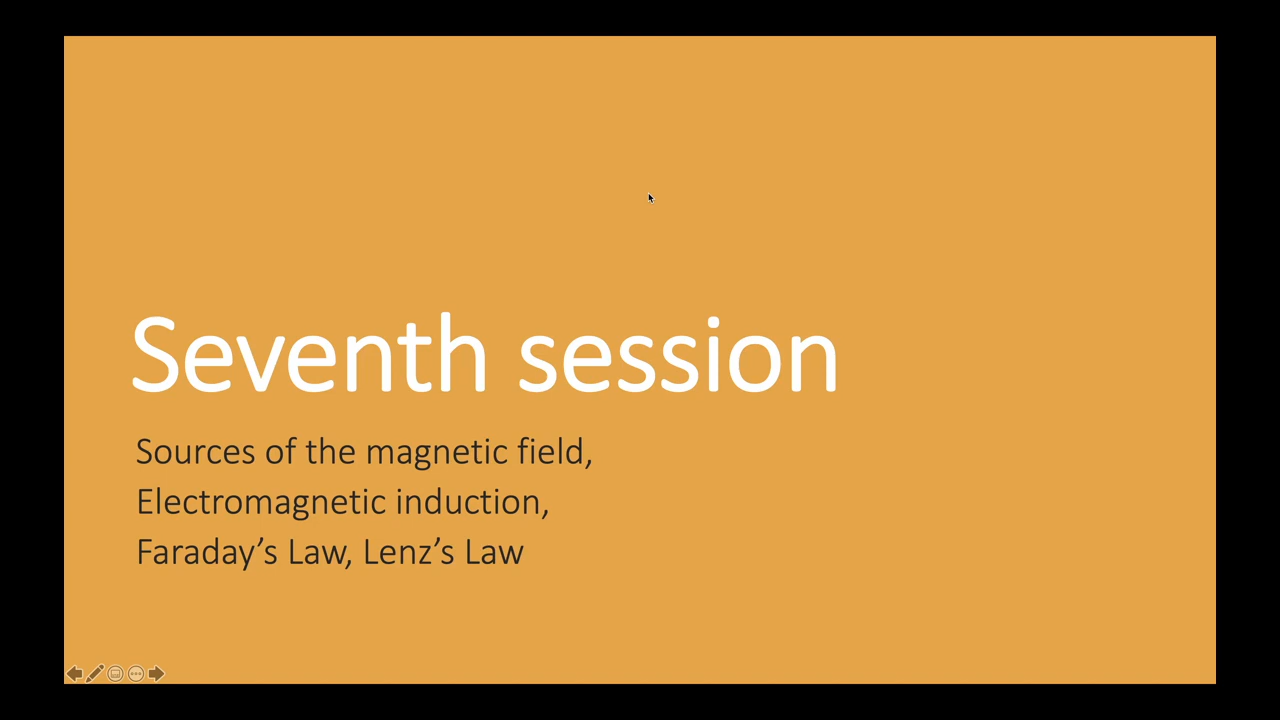 Seventh session
Sources of the magnetic field,
Electromagnetic induction,
Faraday’s Law, Lenz’s Law